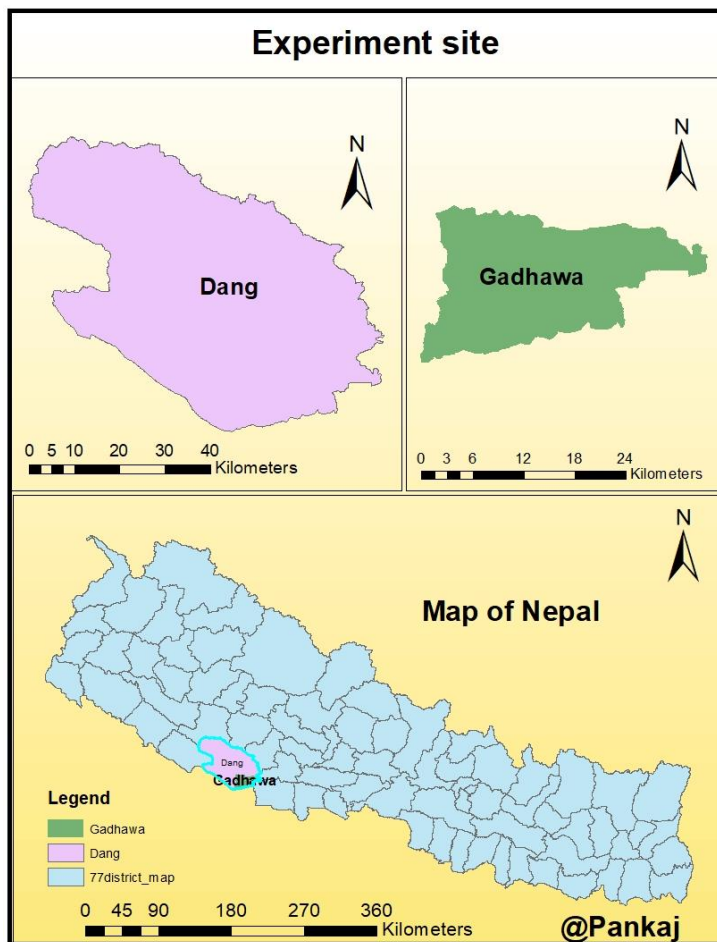 Experiment site
N
Dang
0 5 10 20 30 40
Kilometers
N
Gadhawa
0 3 6 12 18 24
Kilometers
N
Map of Nepal
Dang
Gadhawa
Legend
Gadhawa
Dang
77district_map
0 45 90 180 270 360
Kilometers
@Pankaj